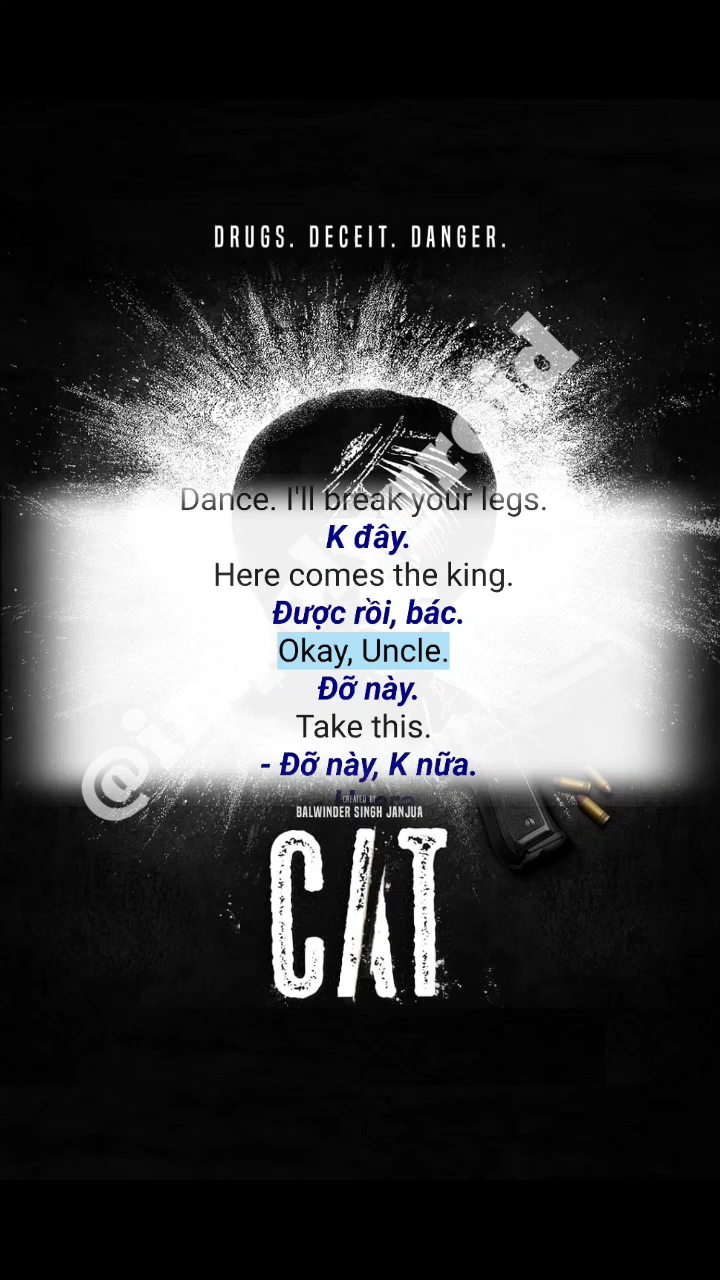 DRUGS. DECEIT. DANGER.
Dance. I'll break your legs.
K đây.
Here comes the king.
Được rồi, bác.
Okay, Uncle.
Đỡ này.
Take this.
- Đỡ này, K nữa.
CREATED BY
BALWINDER SINGH JANJUA
CAT